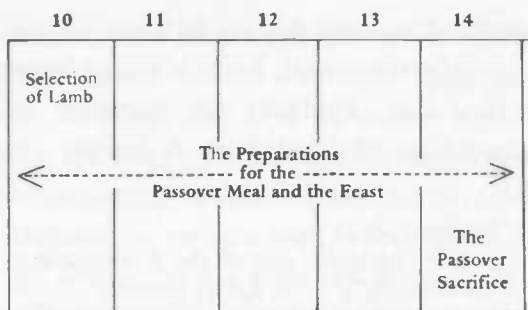 10 11 12 13 14
Selection
of Lamb
The Preparations
for the
Passover Meal and the Feast
The
Passover
Sacrifice